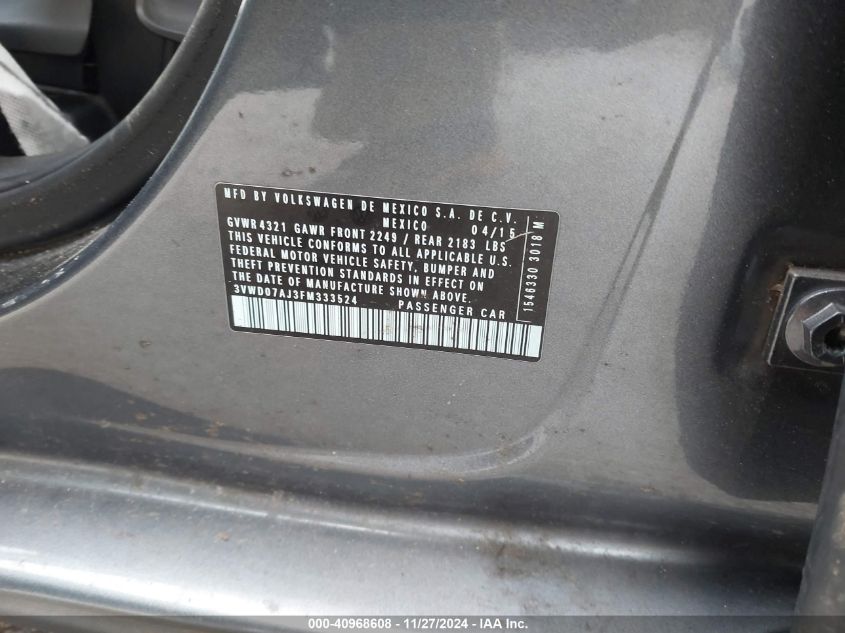 MFD BY VOLKSWAGEN DE MEXICO S.A. DE C.V.
MEXICO 04/15
GVWR 4321 GAWR FRONT 2249 / REAR 2183 LBS
THIS VEHICLE CONFORMS TO ALL APPLICABLE U.S.
FEDERAL MOTOR VEHICLE SAFETY, BUMPER AND
THEFT PREVENTION STANDARDS IN EFFECT ON
THE DATE OF MANUFACTURE SHOWN ABOVE.
3VWD07AJ3FM333524 PASSENGER CAR
1546330 3018 M
000-40968608 - 11/27/2024 - IAA Inc.